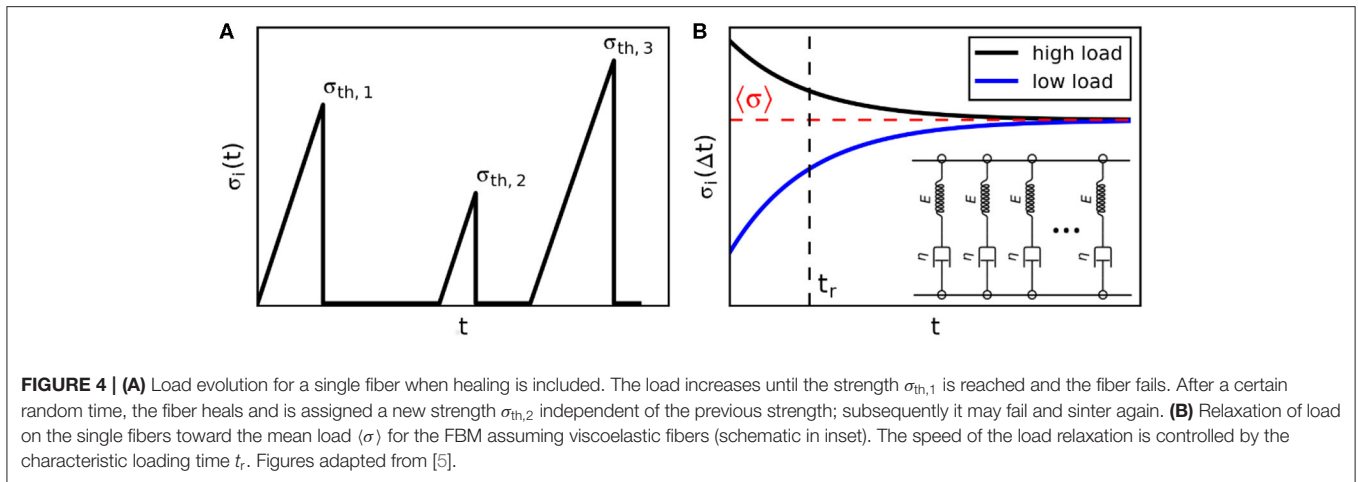 A
σth, 1
σth, 2
σth, 3
σi(t)
t
B
high load
low load
⟨σ⟩
σi(Δt)
E E E E
•••
η η η η
tr
t
FIGURE 4 | (A) Load evolution for a single fiber when healing is included. The load increases until the strength σth,1 is reached and the fiber fails. After a certain
random time, the fiber heals and is assigned a new strength σth,2 independent of the previous strength; subsequently it may fail and sinter again. (B) Relaxation of load
on the single fibers toward the mean load ⟨σ⟩ for the FBM assuming viscoelastic fibers (schematic in inset). The speed of the load relaxation is controlled by the
characteristic loading time tr. Figures adapted from [5].